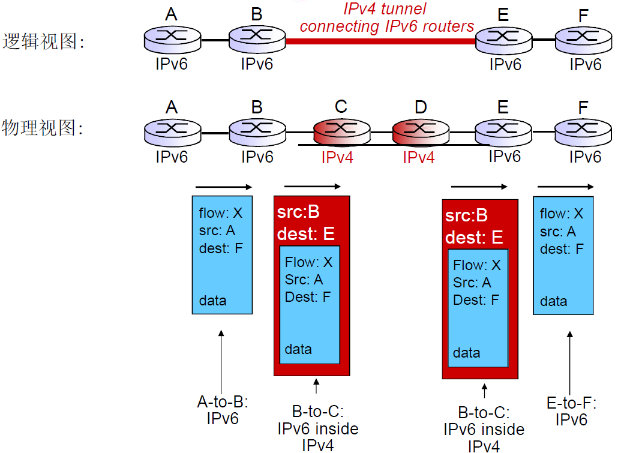 IPv4 tunnel
connecting IPv6 routers
A B E F
逻辑视图:
IPv6 IPv6 IPv6 IPv6
A B C D E F
物理视图:
IPv6 IPv6 IPv4 IPv4 IPv6 IPv6
flow: X
src: A
dest: F
data
src:B
dest: E
Flow: X
Src: A
Dest: F
data
src:B
dest: E
Flow: X
Src: A
Dest: F
data
flow: X
src: A
dest: F
data
A-to-B:
IPv6
B-to-C:
IPv6 inside
IPv4
B-to-C:
IPv6 inside
IPv4
E-to-F:
IPv6